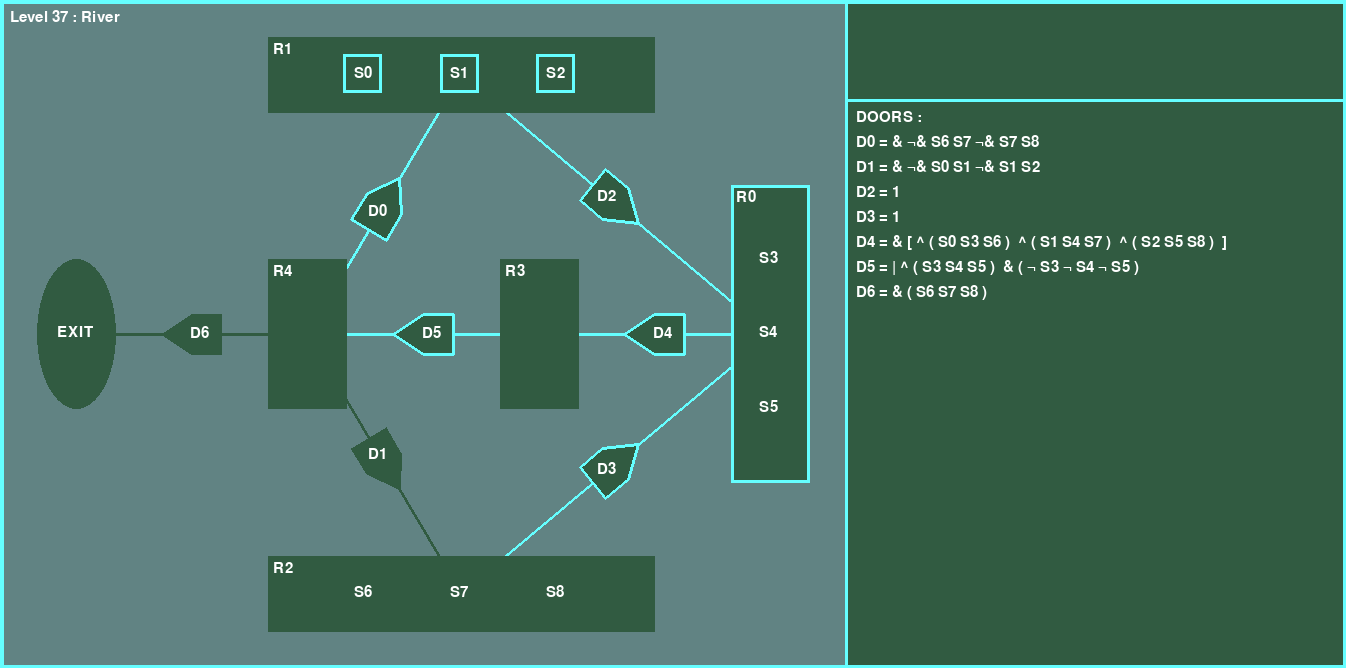 Level 37 : River
R1
S0 S1 S2
D0
D2
R0
S3
S4
S5
R4
R3
EXIT
D6
D5
D4
D1
D3
R2
S6 S7 S8
DOORS :
D0 = & ¬& S6 S7 ¬& S7 S8
D1 = & ¬& S0 S1 ¬& S1 S2
D2 = 1
D3 = 1
D4 = & [ ^ ( S0 S3 S6 ) ^ ( S1 S4 S7 ) ^ ( S2 S5 S8 ) ]
D5 = | ^ ( S3 S4 S5 ) & ( ¬ S3 ¬ S4 ¬ S5 )
D6 = & ( S6 S7 S8 )